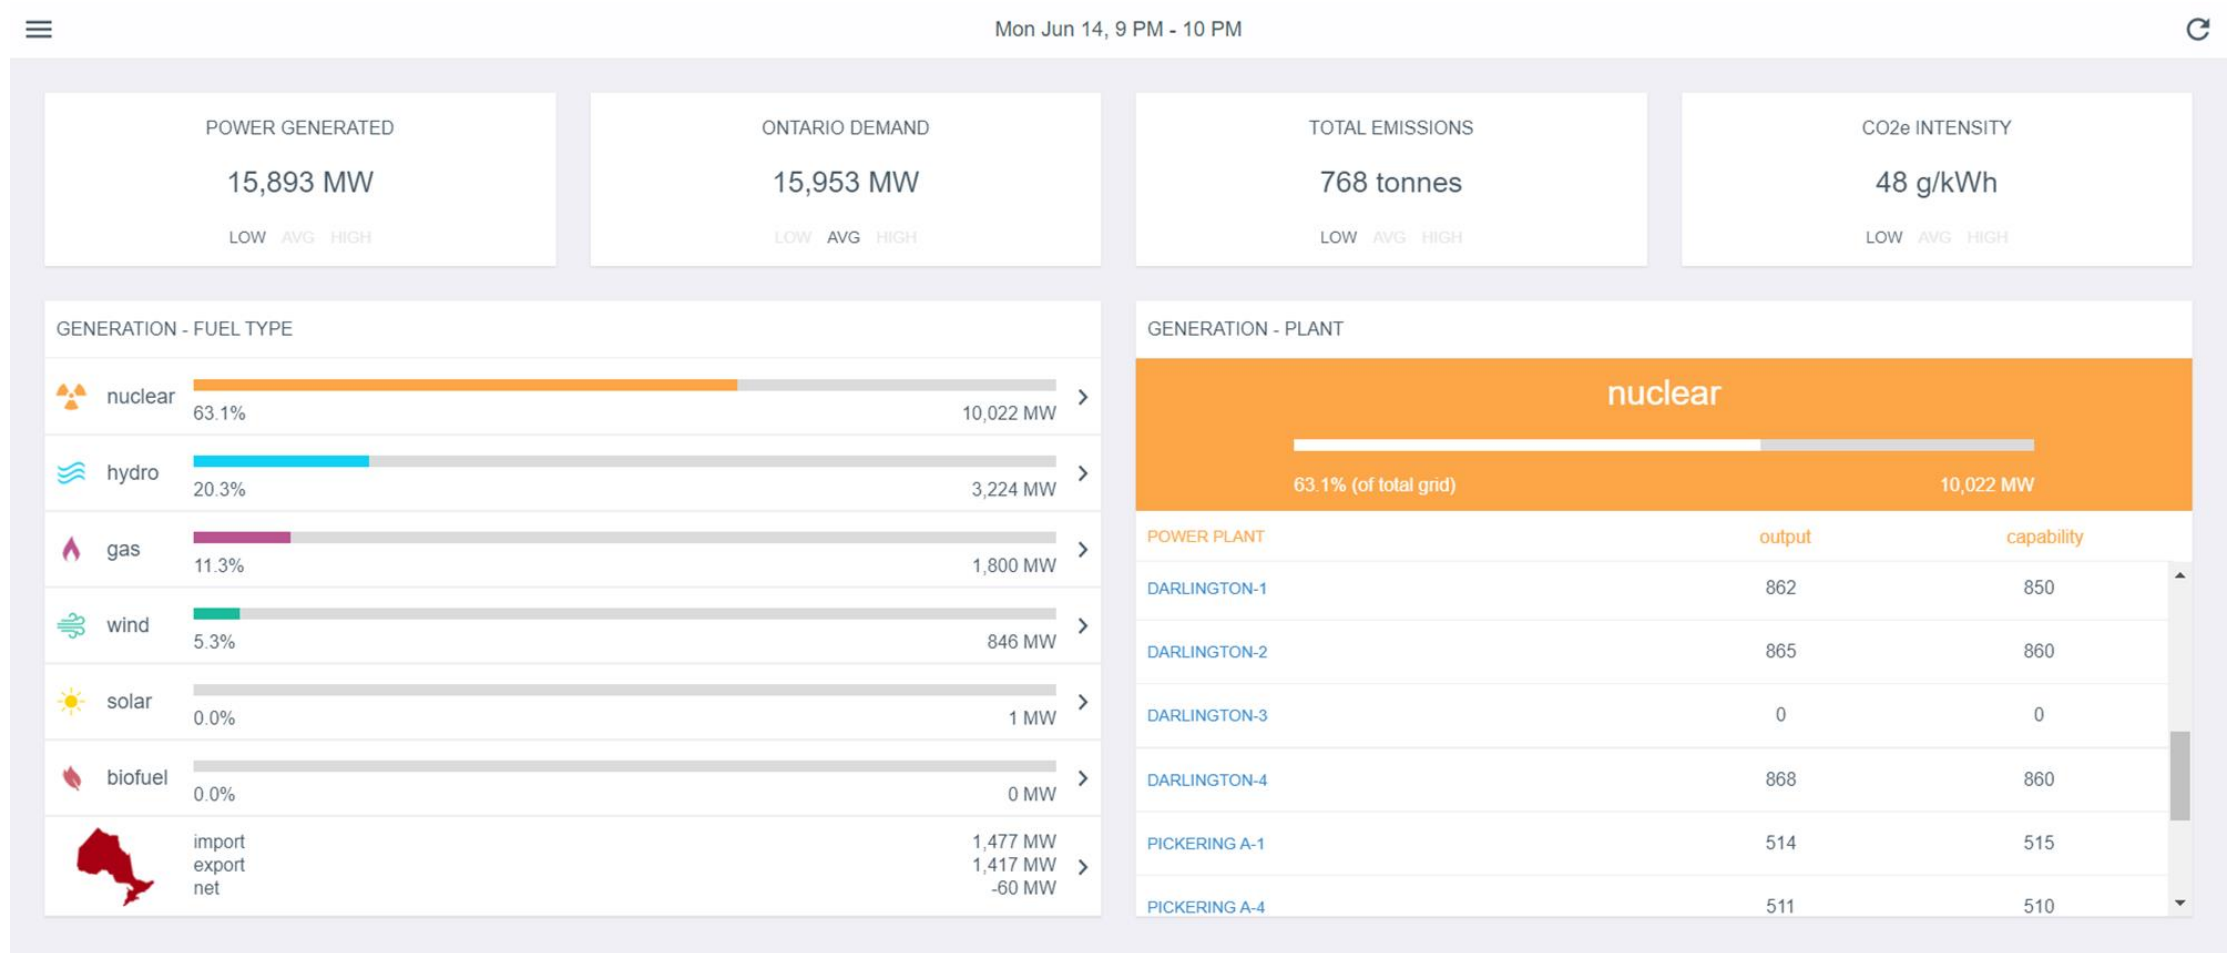 Mon Jun 14, 9 PM - 10 PM
POWER GENERATED
15,893 MW
LOW AVG HIGH
ONTARIO DEMAND
15,953 MW
LOW AVG HIGH
TOTAL EMISSIONS
768 tonnes
LOW AVG HIGH
CO2e INTENSITY
48 g/kWh
LOW AVG HIGH
GENERATION - FUEL TYPE
nuclear
63.1% 10,022 MW
hydro
20.3% 3,224 MW
gas
11.3% 1,800 MW
wind
5.3% 846 MW
solar
0.0% 1 MW
biofuel
0.0% 0 MW
import 1,477 MW
export 1,417 MW
net -60 MW
GENERATION - PLANT
nuclear
63.1% (of total grid) 10,022 MW
POWER PLANT output capability
DARLINGTON-1 862 850
DARLINGTON-2 865 860
DARLINGTON-3 0 0
DARLINGTON-4 868 860
PICKERING A-1 514 515
PICKERING A-4 511 510